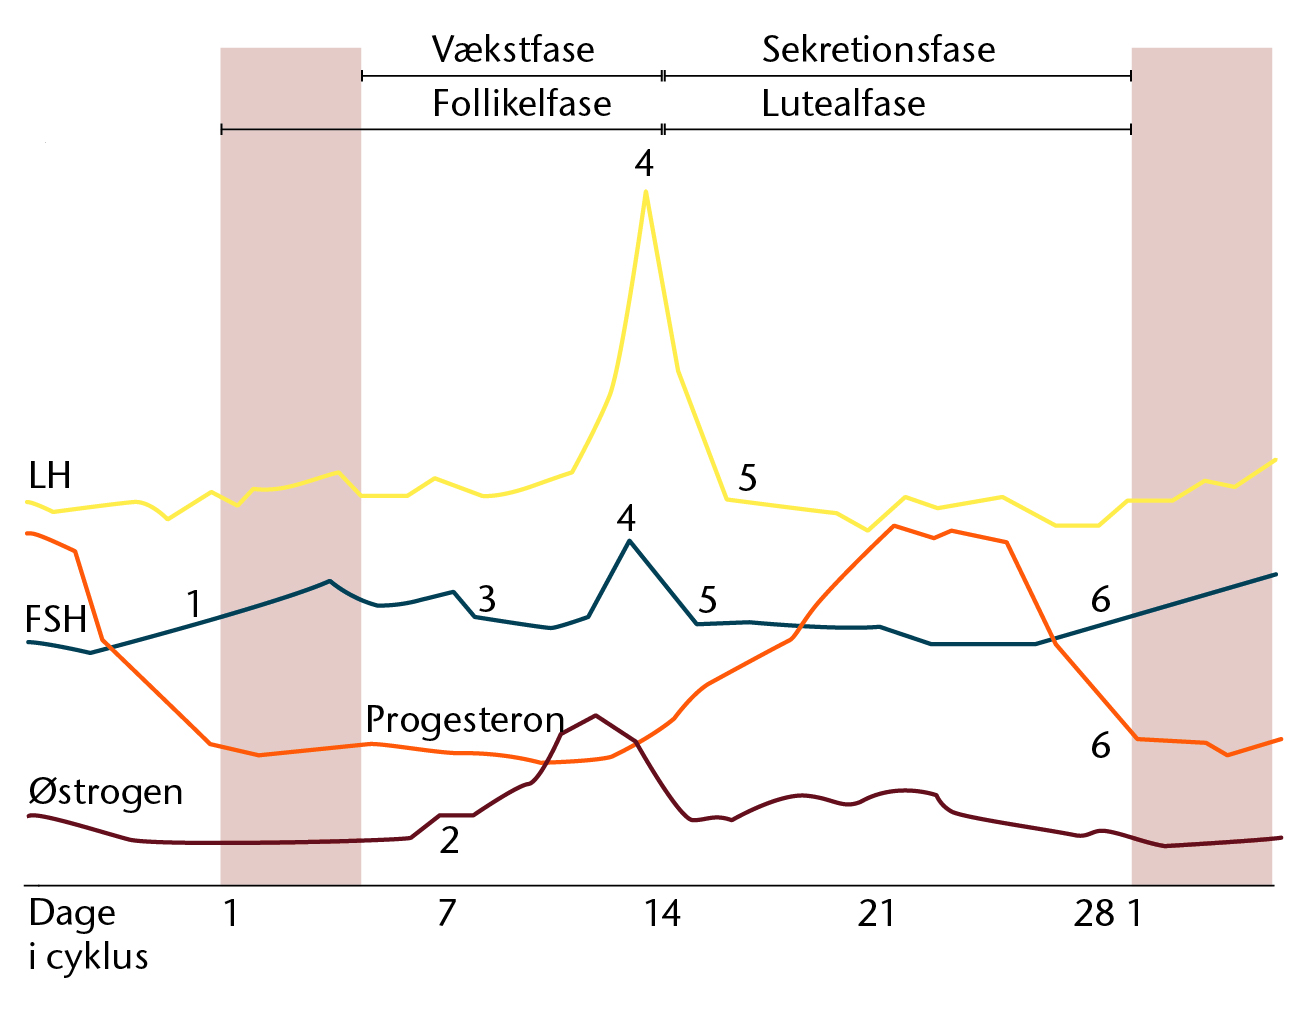 Vækstfase Sekretionsfase
Follikelfase Lutealfase
4
LH
5
4
1 3 5 6
FSH
Progesteron
6
Østrogen
2
Dage 1 7 14 21 28 1
i cyklus